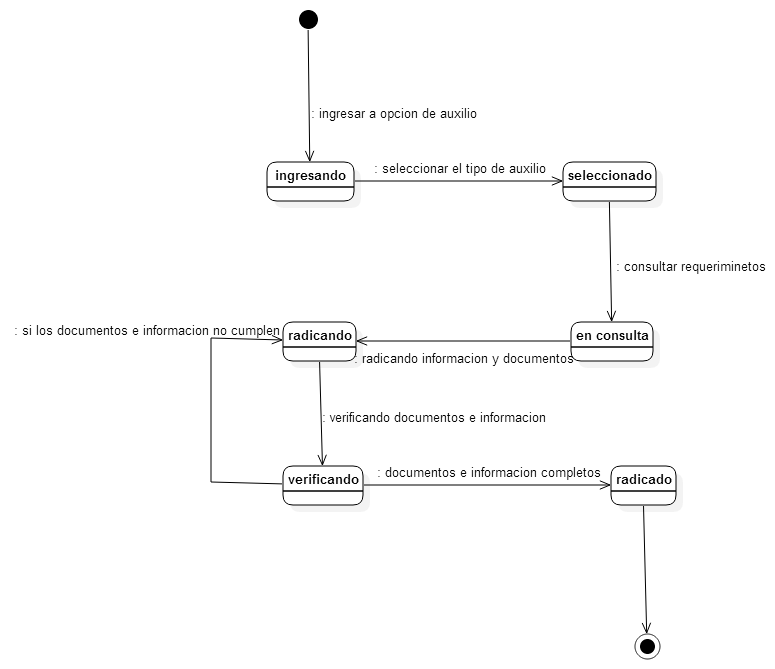 : ingresar a opcion de auxilio
ingresando
: seleccionar el tipo de auxilio
seleccionado
: consultar requeriminetos
: si los documentos e informacion no cumplen
radicando
en consulta
: radicando informacion y documentos
: verificando documentos e informacion
verificando
: documentos e informacion completos
radicado